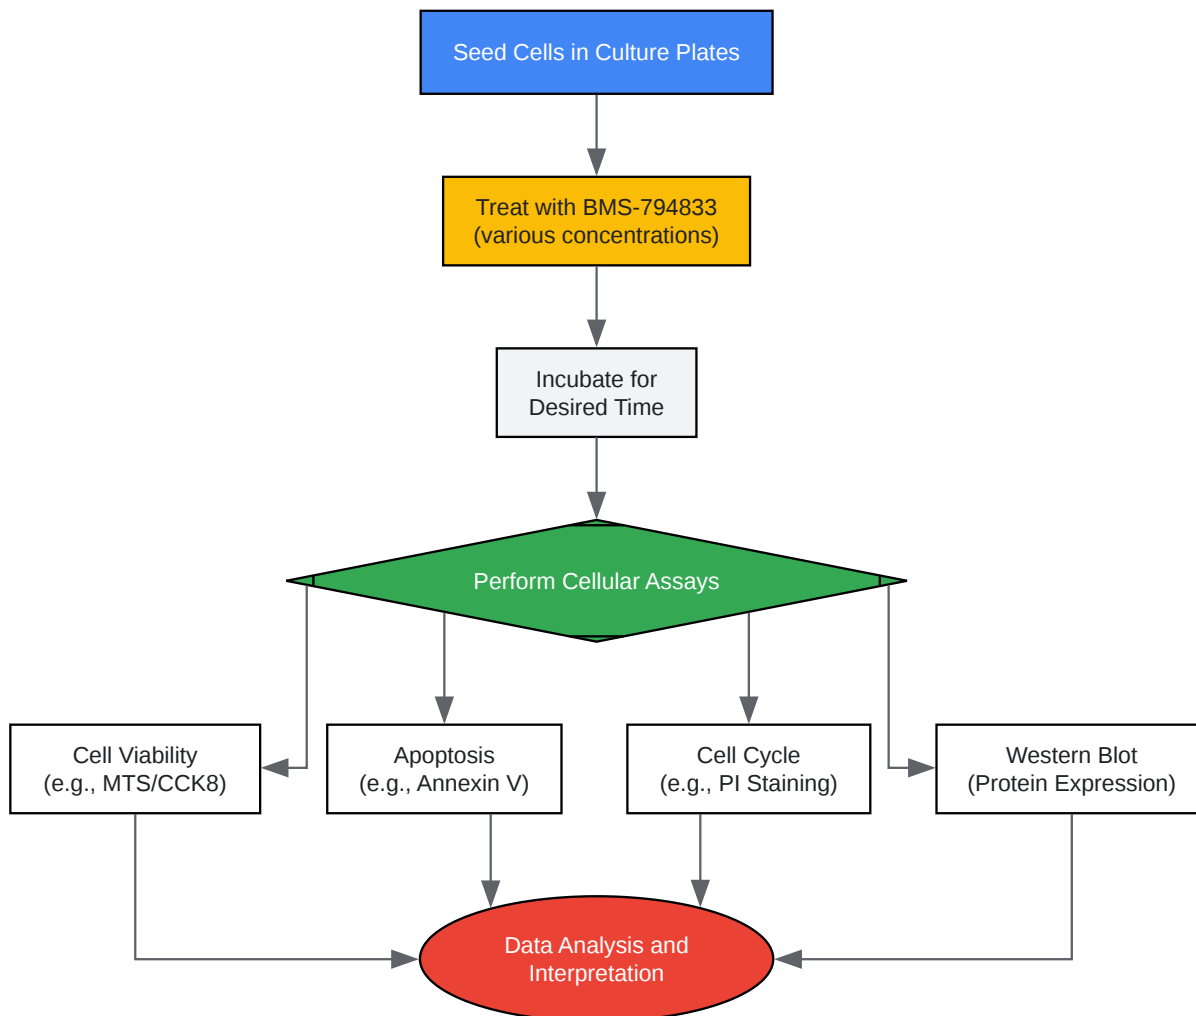 Seed Cells in Culture Plates
Treat with BMS-794833
(various concentrations)
Incubate for
Desired Time
Perform Cellular Assays
Cell Viability
(e.g., MTS/CCK8)
Apoptosis
(e.g., Annexin V)
Cell Cycle
(e.g., PI Staining)
Western Blot
(Protein Expression)
Data Analysis and
Interpretation